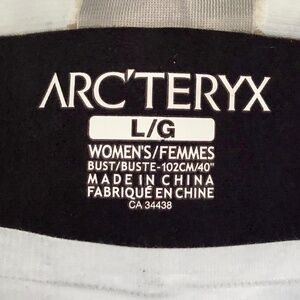 ARC'TERYX
L/G
WOMEN'S/FEMMES
BUST/BUSTE-102CM/40"
MADE IN CHINA
FABRIQUÉ EN CHINE
CA 34438